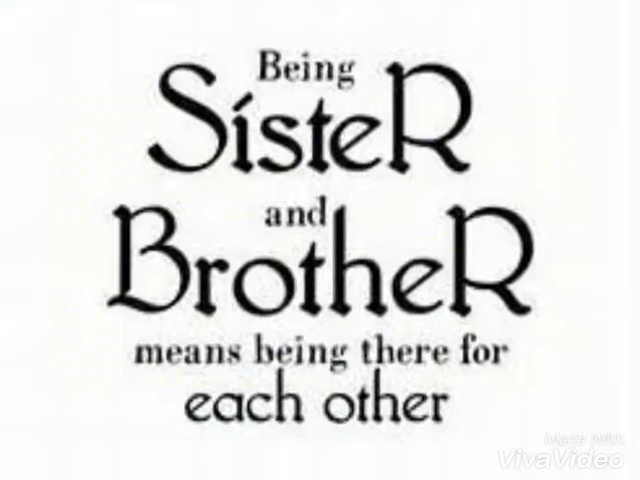 Being
SísteR
and
BrotheR
means being there for
each other
Made With
VivaVideo